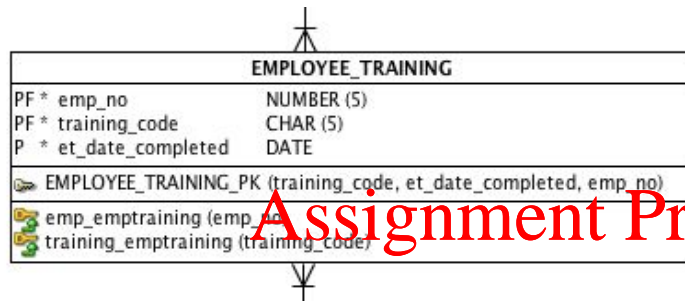 EMPLOYEE_TRAINING
PF * emp_no NUMBER (5)
PF * training_code CHAR (5)
P * et_date_completed DATE
EMPLOYEE_TRAINING_PK (training_code, et_date_completed, emp_no)
emp_emptraining (emp_no)
training_emptraining (training_code)
Assignment Pr